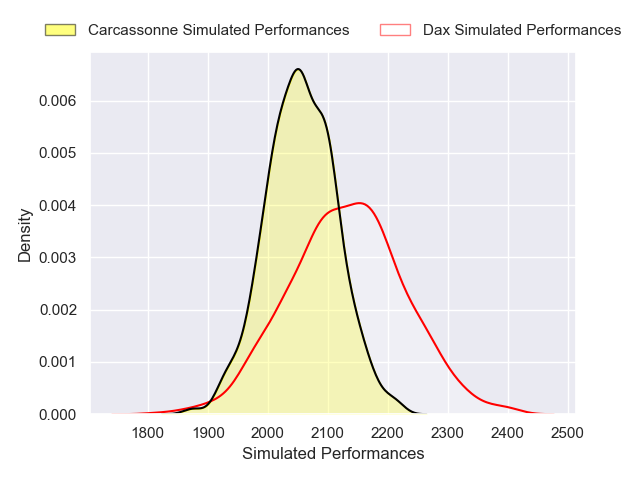 Carcassonne Simulated Performances
Dax Simulated Performances
Density
0.006
0.005
0.004
0.003
0.002
0.001
0.000
1800 1900 2000 2100 2200 2300 2400 2500
Simulated Performances